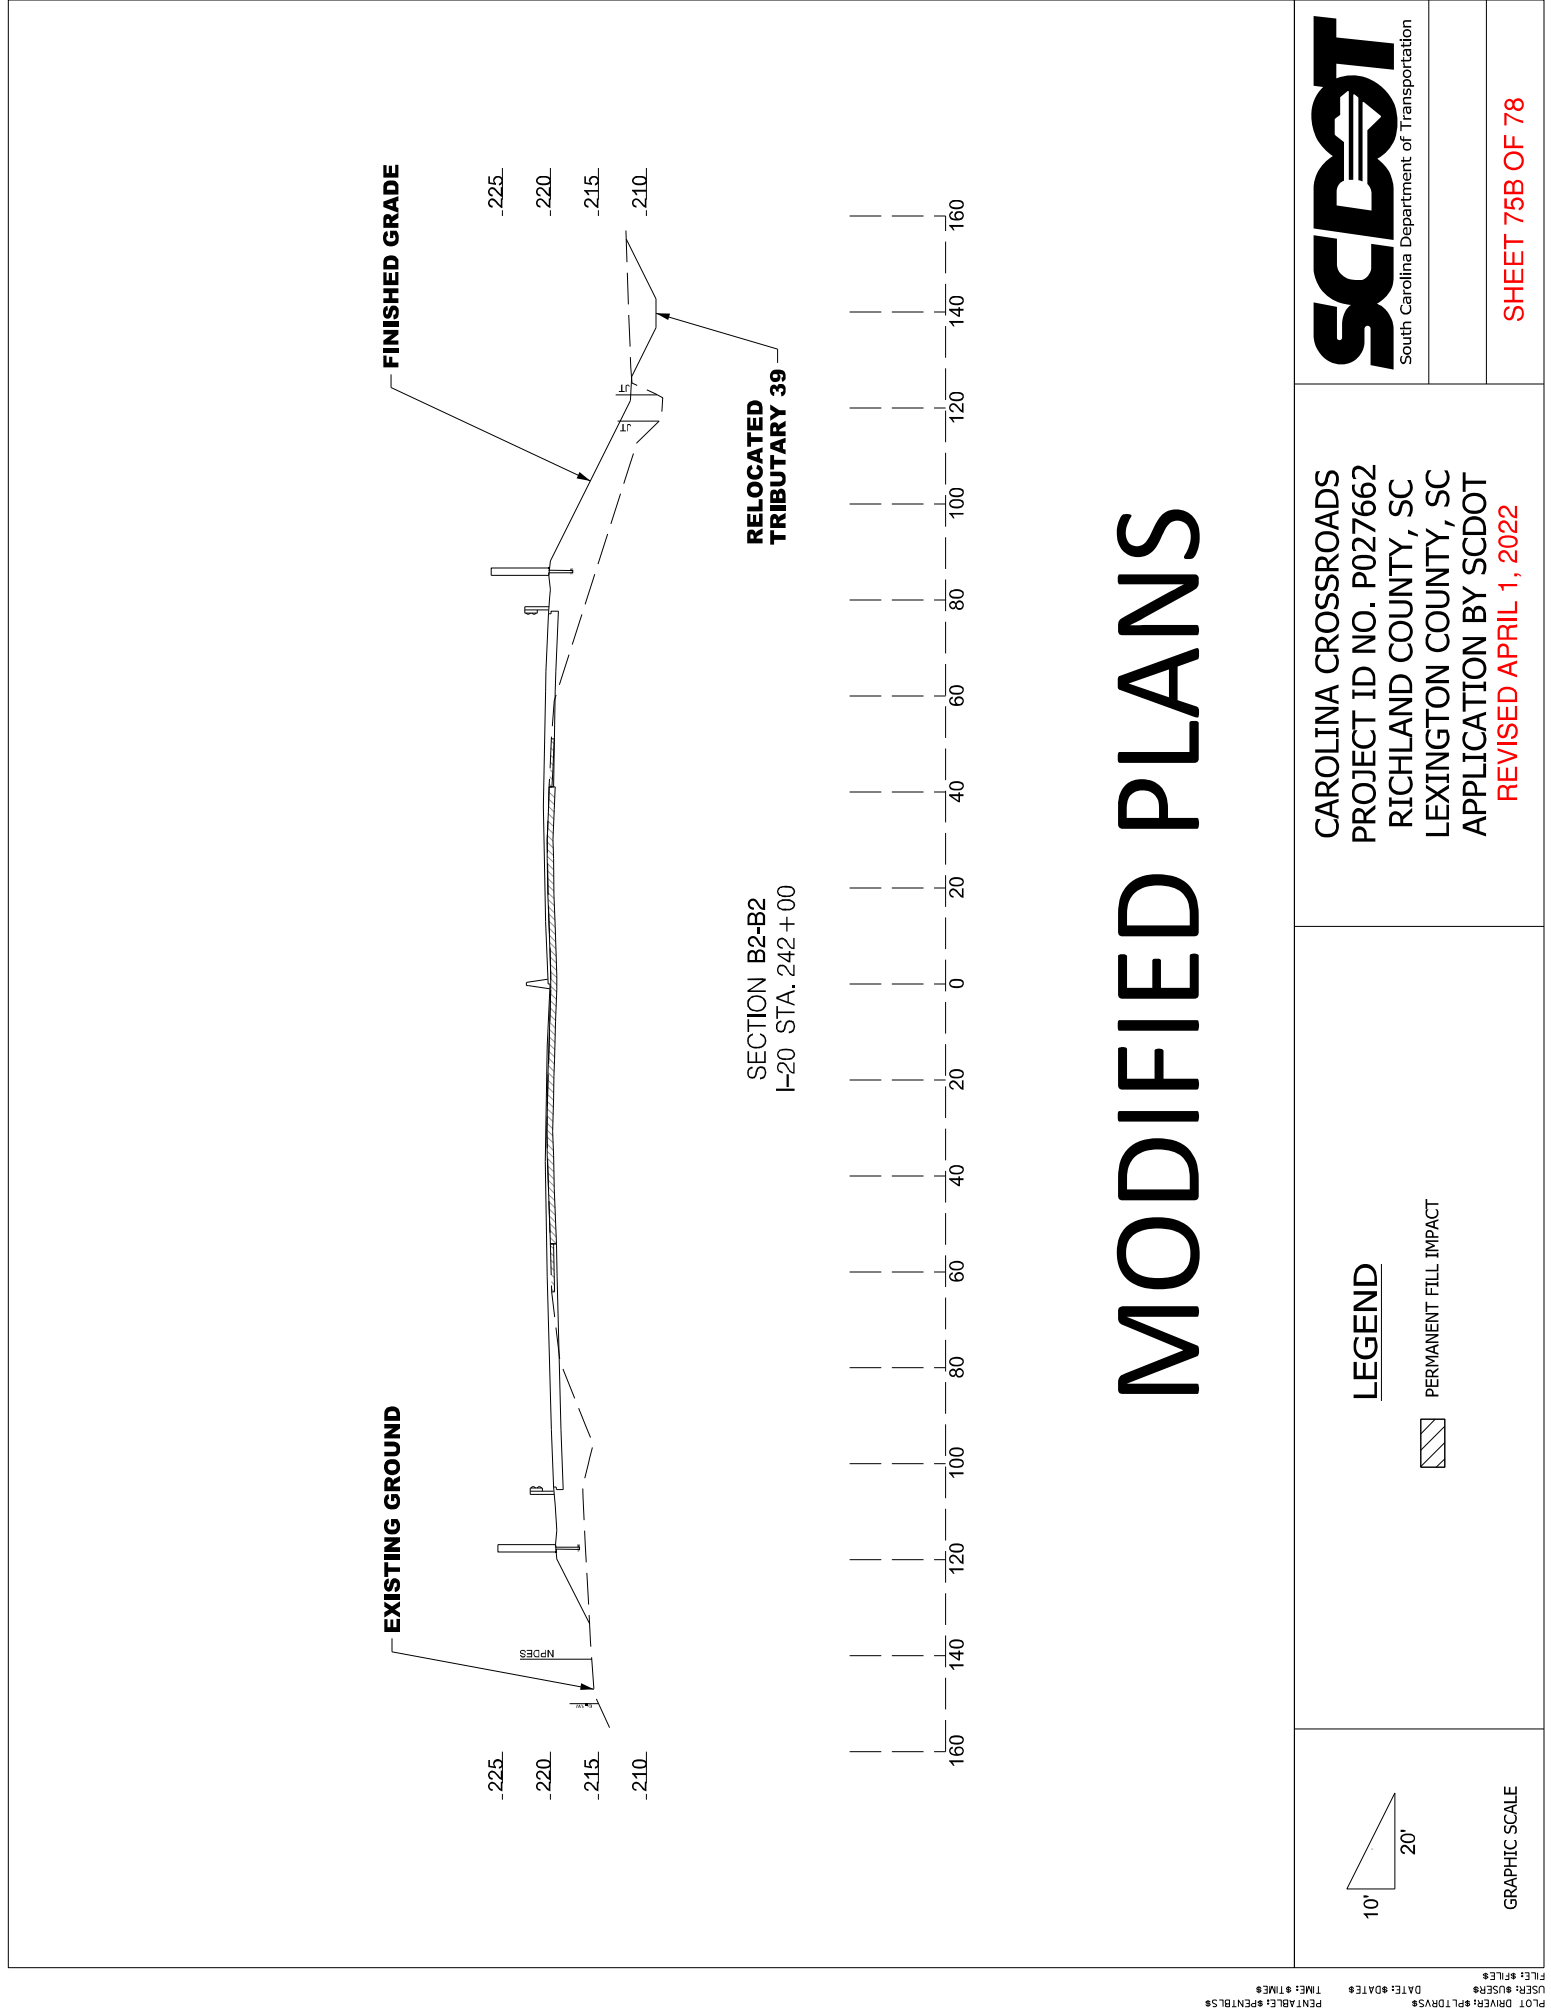 EXISTING GROUND
FINISHED GRADE
225
220
215
210
225
220
215
210
NPDES
JT
JT
RELOCATED
TRIBUTARY 39
SECTION B2-B2
I-20 STA. 242+00
160
140
120
100
80
60
40
20
0
20
40
60
80
100
120
140
160
MODIFIED PLANS
10'
20'
GRAPHIC SCALE
LEGEND
PERMANENT FILL IMPACT
CAROLINA CROSSROADS
PROJECT ID NO. P027662
RICHLAND COUNTY, SC
LEXINGTON COUNTY, SC
APPLICATION BY SCDOT
REVISED APRIL 1, 2022
SCDOT
South Carolina Department of Transportation
SHEET 75B OF 78
PLOT DRIVER: $PLTDRVS
USER: $USER$
FILE: $FILE$
DATE: $DATE$
TIME: $TIME$
PENTABLE: $PENTBLS$